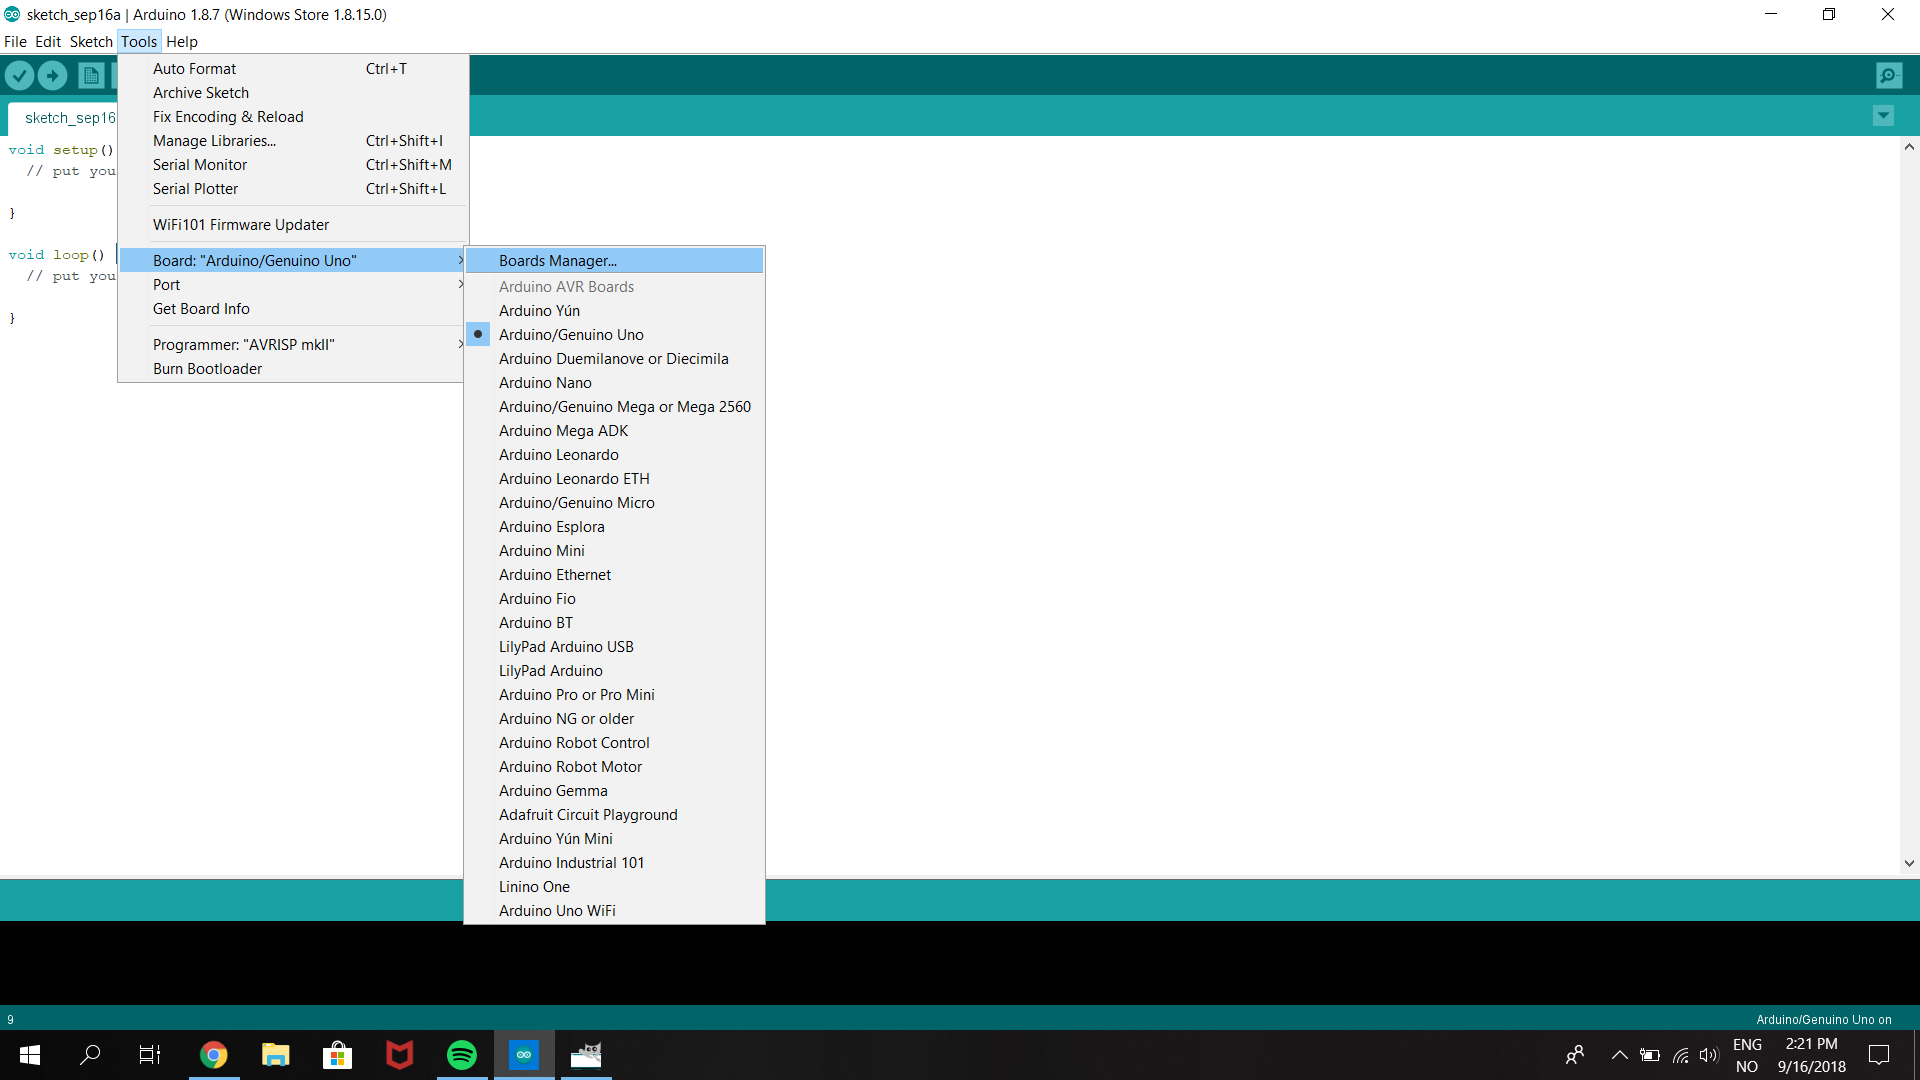 sketch_sep16a | Arduino 1.8.7 (Windows Store 1.8.15.0)
File Edit Sketch Tools Help
Auto Format Ctrl+T
Archive Sketch
Fix Encoding & Reload
Manage Libraries... Ctrl+Shift+I
Serial Monitor Ctrl+Shift+M
Serial Plotter Ctrl+Shift+L
WiFi101 Firmware Updater
Board: "Arduino/Genuino Uno"
Port
Get Board Info
Programmer: "AVRISP mkII"
Burn Bootloader
sketch_sep16
void setup()
// put you
}
void loop()
// put you
}
Boards Manager...
Arduino AVR Boards
Arduino Yún
Arduino/Genuino Uno
Arduino Duemilanove or Diecimila
Arduino Nano
Arduino/Genuino Mega or Mega 2560
Arduino Mega ADK
Arduino Leonardo
Arduino Leonardo ETH
Arduino/Genuino Micro
Arduino Esplora
Arduino Mini
Arduino Ethernet
Arduino Fio
Arduino BT
LilyPad Arduino USB
LilyPad Arduino
Arduino Pro or Pro Mini
Arduino NG or older
Arduino Robot Control
Arduino Robot Motor
Arduino Gemma
Adafruit Circuit Playground
Arduino Yún Mini
Arduino Industrial 101
Linino One
Arduino Uno WiFi
9
Arduino/Genuino Uno on
ENG
NO
2:21 PM
9/16/2018